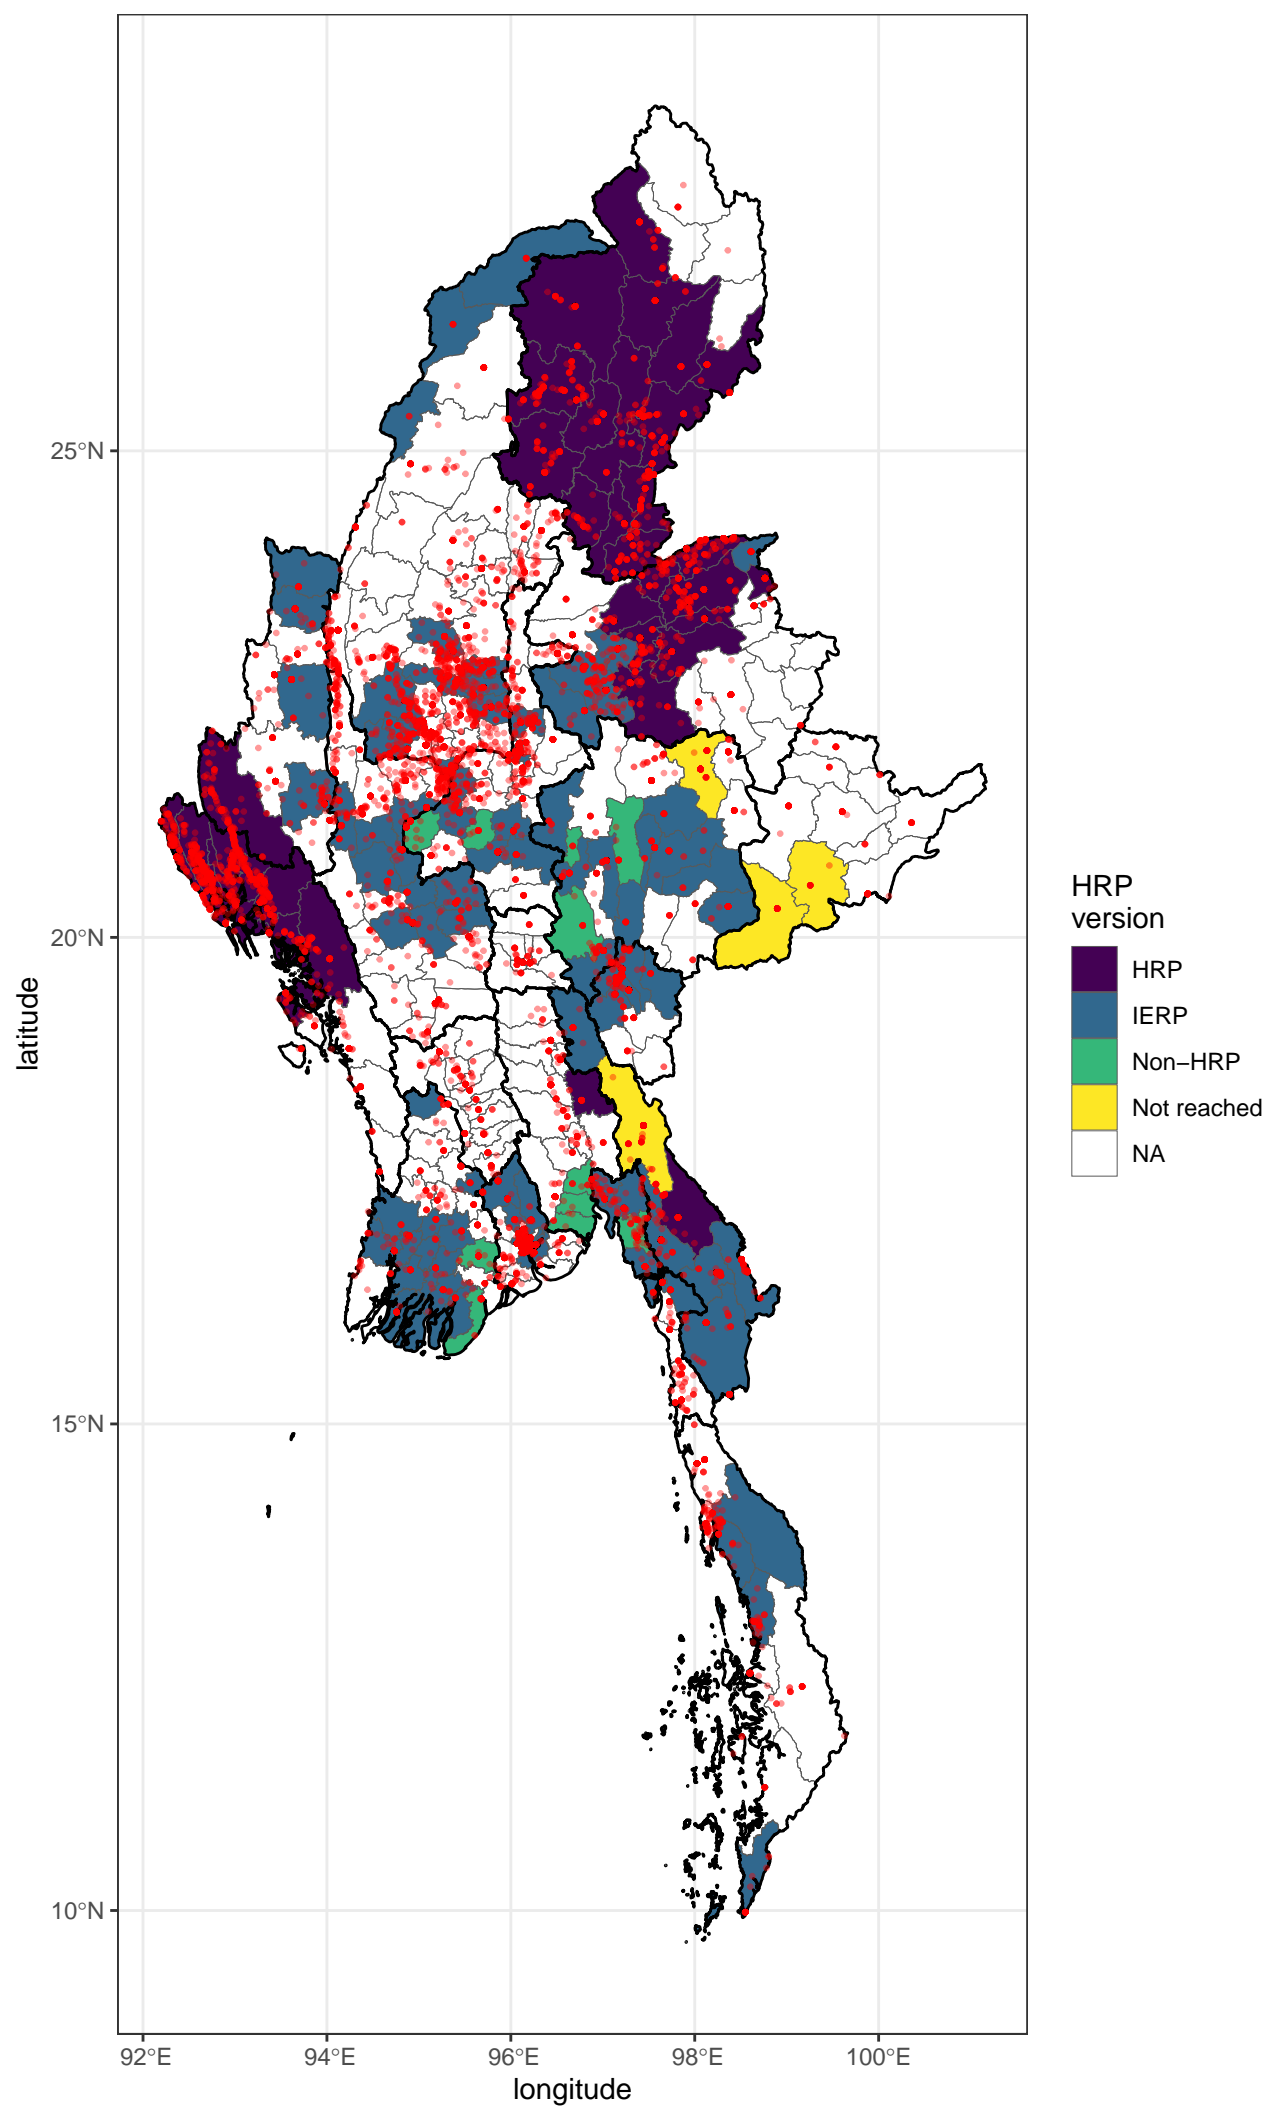 25°N
20°N
15°N
10°N
latitude
92°E
94°E
96°E
98°E
100°E
longitude
HRP
version
HRP
IERP
Non−HRP
Not reached
NA